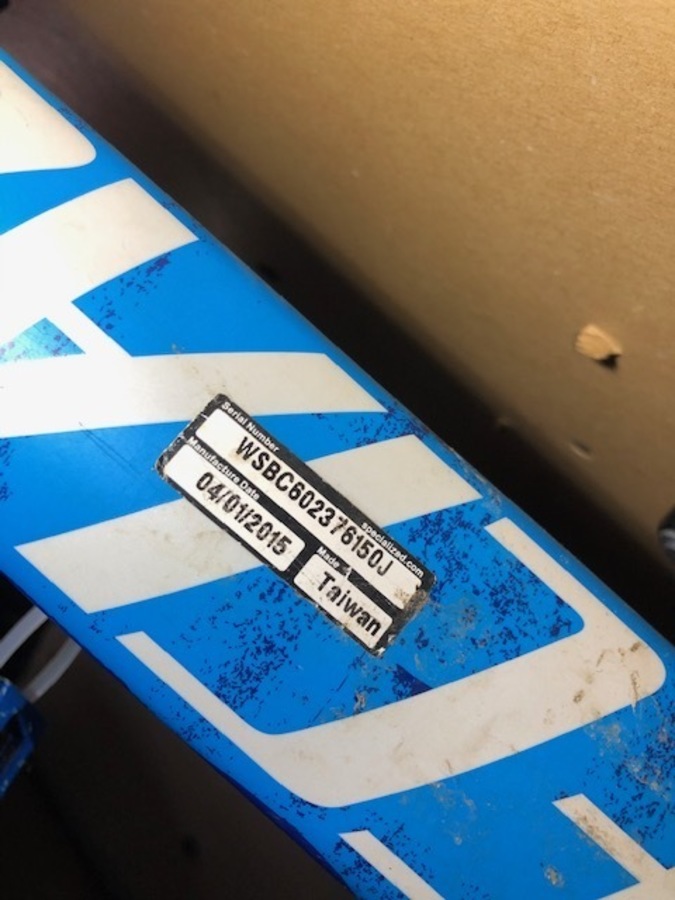 Serial Number
WSBC602376150J
specialized.com
Manufacture Date
04/01/2015
Made
Taiwan